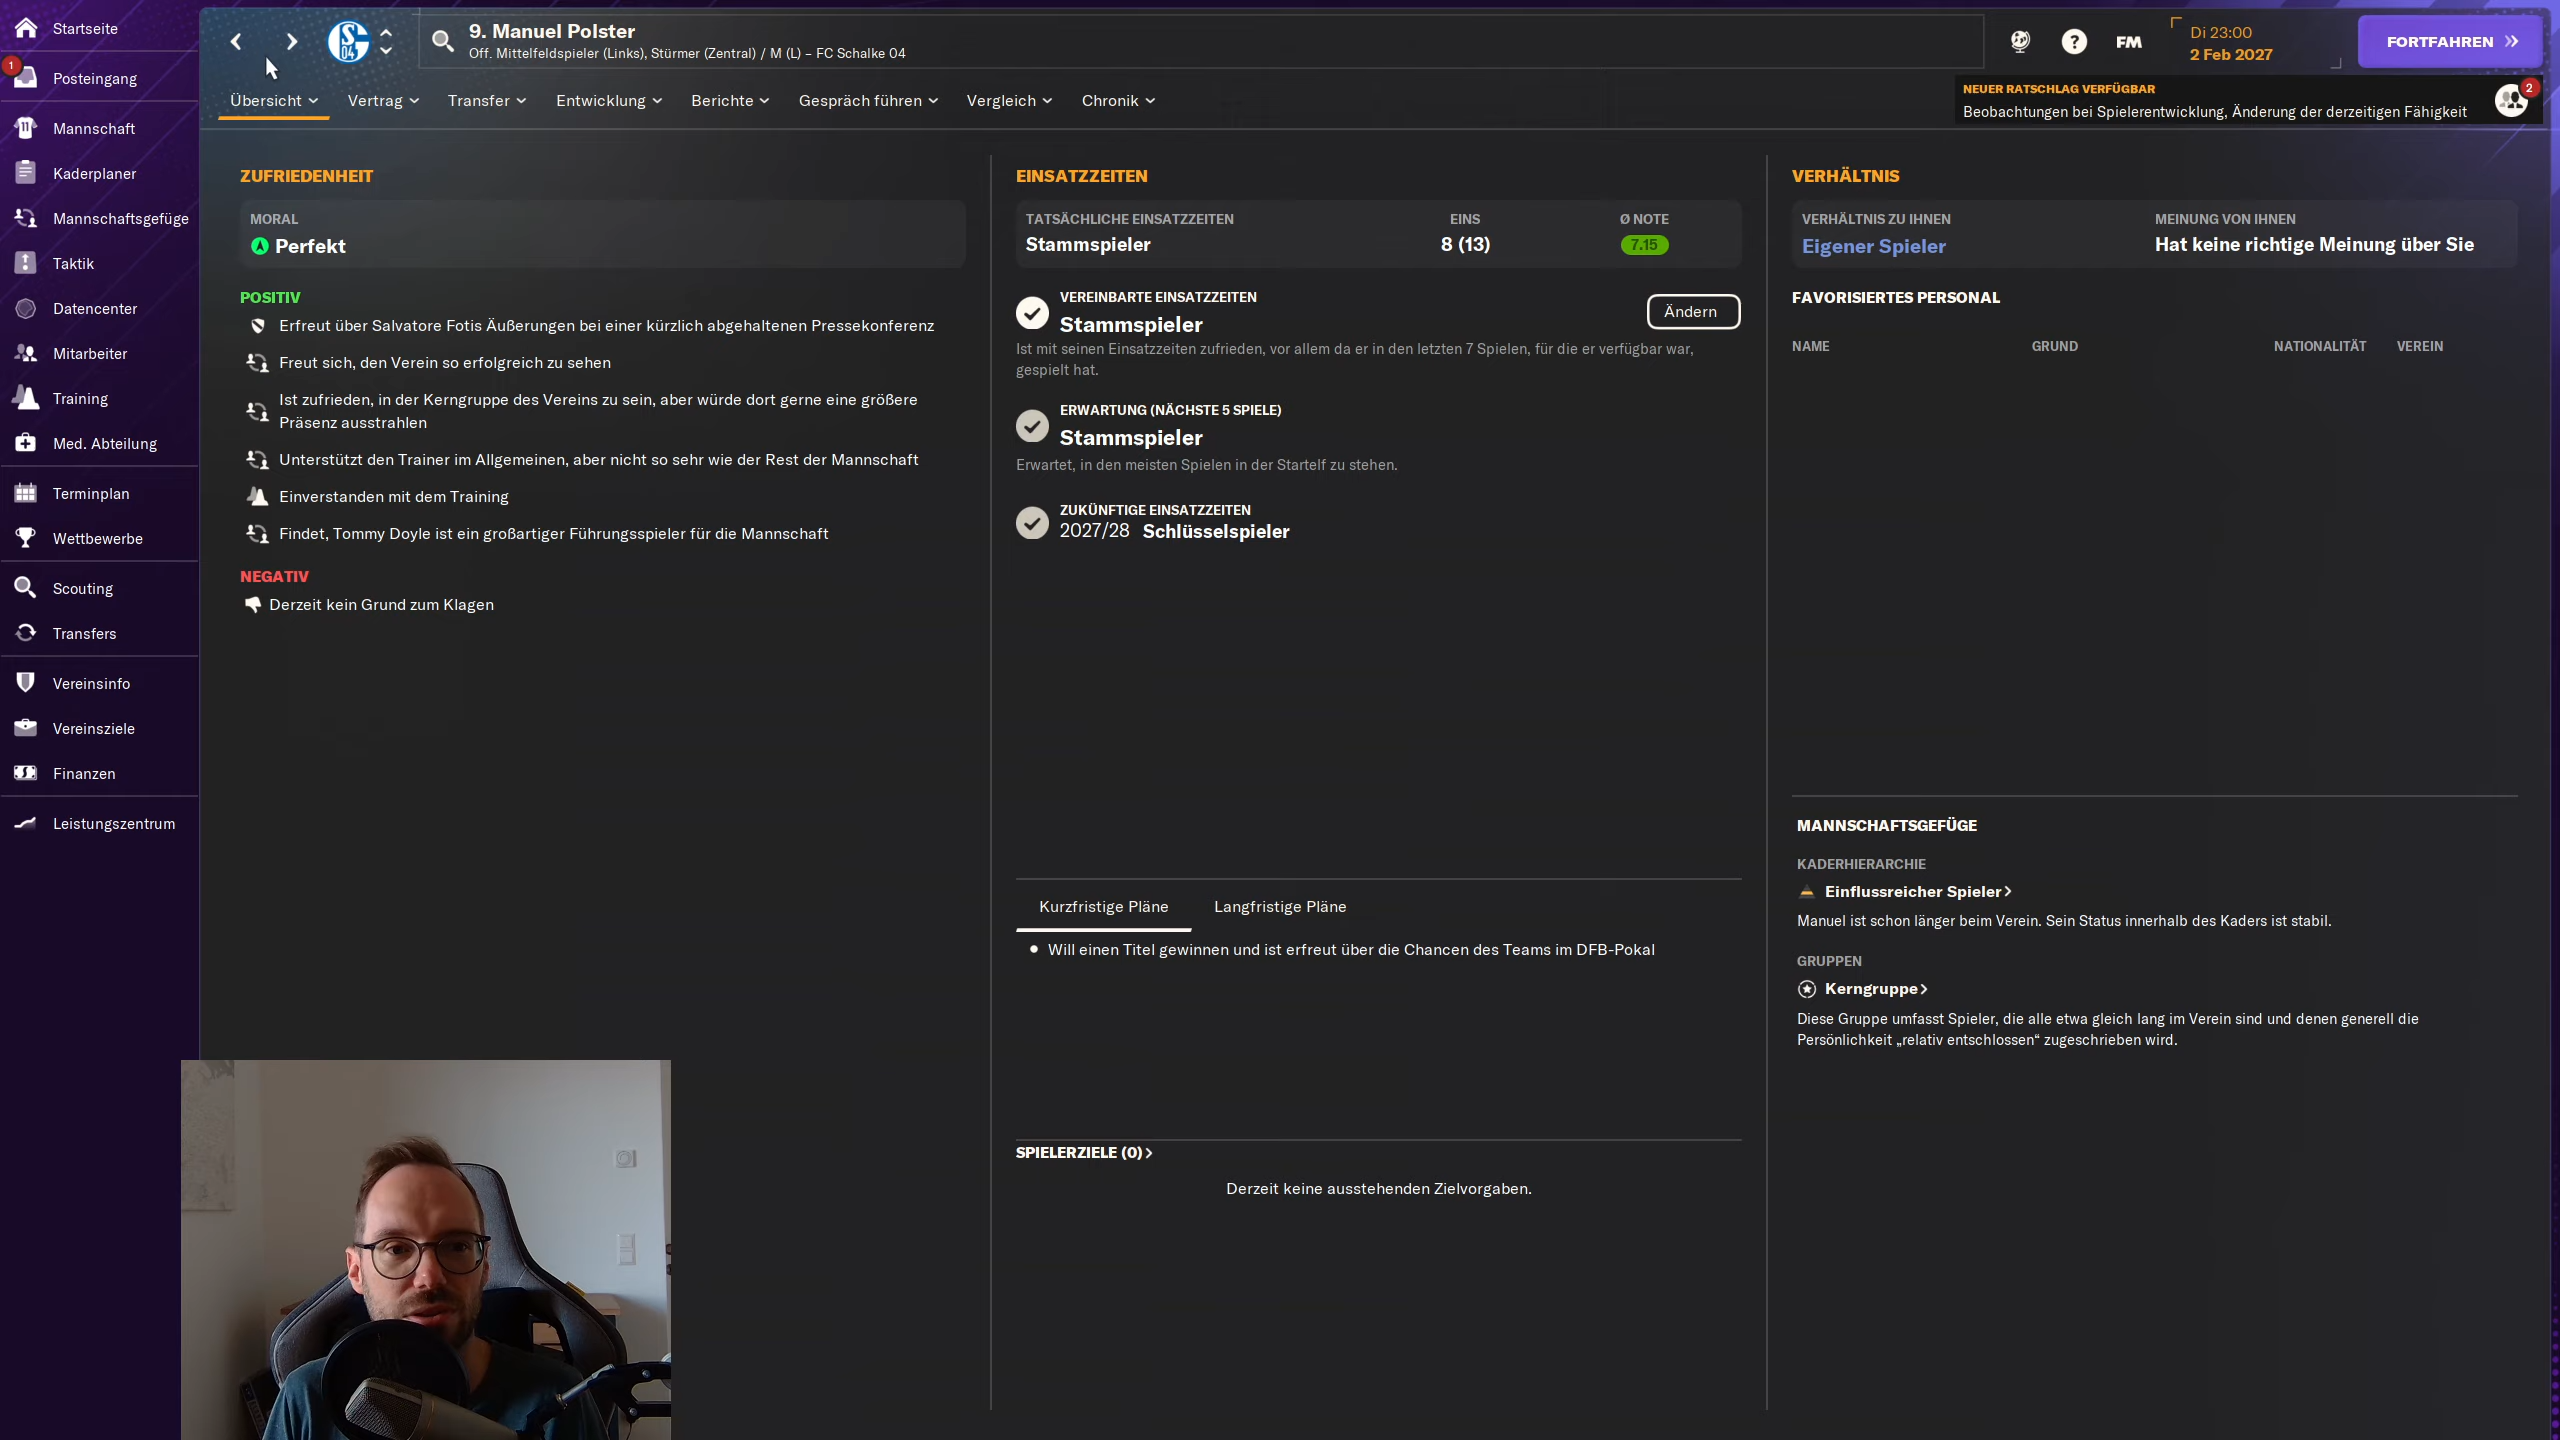 Startseite
1
Posteingang
Mannschaft
Kaderplaner
Mannschaftsgefüge
Taktik
Datencenter
Mitarbeiter
Training
Med. Abteilung
Terminplan
Wettbewerbe
Scouting
Transfers
Vereinsinfo
Vereinsziele
Finanzen
Leistungszentrum
9. Manuel Polster
Off. Mittelfeldspieler (Links), Stürmer (Zentral) / M (L) – FC Schalke 04
?
FM
Di 23:00
2 Feb 2027
FORTFAHREN
Übersicht
Vertrag
Transfer
Entwicklung
Berichte
Gespräch führen
Vergleich
Chronik
NEUER RATSCHLAG VERFÜGBAR
Beobachtungen bei Spielerentwicklung, Änderung der derzeitigen Fähigkeit
2
ZUFRIEDENHEIT
MORAL
Perfekt
POSITIV
Erfreut über Salvatore Fotis Äußerungen bei einer kürzlich abgehaltenen Pressekonferenz
Freut sich, den Verein so erfolgreich zu sehen
Ist zufrieden, in der Kerngruppe des Vereins zu sein, aber würde dort gerne eine größere
Präsenz ausstrahlen
Unterstützt den Trainer im Allgemeinen, aber nicht so sehr wie der Rest der Mannschaft
Einverstanden mit dem Training
Findet, Tommy Doyle ist ein großartiger Führungsspieler für die Mannschaft
NEGATIV
Derzeit kein Grund zum Klagen
EINSATZZEITEN
TATSÄCHLICHE EINSATZZEITEN EINS Ø NOTE
Stammspieler 8 (13) 7.15
VEREINBARTE EINSATZZEITEN
Stammspieler
Ändern
Ist mit seinen Einsatzzeiten zufrieden, vor allem da er in den letzten 7 Spielen, für die er verfügbar war,
gespielt hat.
ERWARTUNG (NÄCHSTE 5 SPIELE)
Stammspieler
Erwartet, in den meisten Spielen in der Startelf zu stehen.
ZUKÜNFTIGE EINSATZZEITEN
2027/28 Schlüsselspieler
Kurzfristige Pläne
Langfristige Pläne
Will einen Titel gewinnen und ist erfreut über die Chancen des Teams im DFB-Pokal
SPIELERZIELE (0)
Derzeit keine ausstehenden Zielvorgaben.
VERHÄLTNIS
VERHÄLTNIS ZU IHNEN MEINUNG VON IHNEN
Eigener Spieler Hat keine richtige Meinung über Sie
FAVORISIERTES PERSONAL
NAME GRUND NATIONALITÄT VEREIN
MANNSCHAFTSGEFÜGE
KADERHIERARCHIE
Einflussreicher Spieler
Manuel ist schon länger beim Verein. Sein Status innerhalb des Kaders ist stabil.
GRUPPEN
Kerngruppe
Diese Gruppe umfasst Spieler, die alle etwa gleich lang im Verein sind und denen generell die
Persönlichkeit „relativ entschlossen“ zugeschrieben wird.